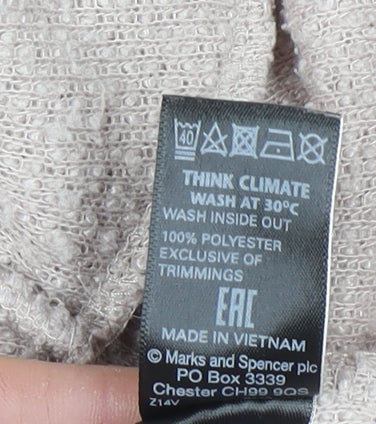 40
THINK CLIMATE
WASH AT 30°C
WASH INSIDE OUT
100% POLYESTER
EXCLUSIVE OF
TRIMMINGS
EAC
MADE IN VIETNAM
© Marks and Spencer plc
PO Box 3339
Chester CH99 9QS
Z14V